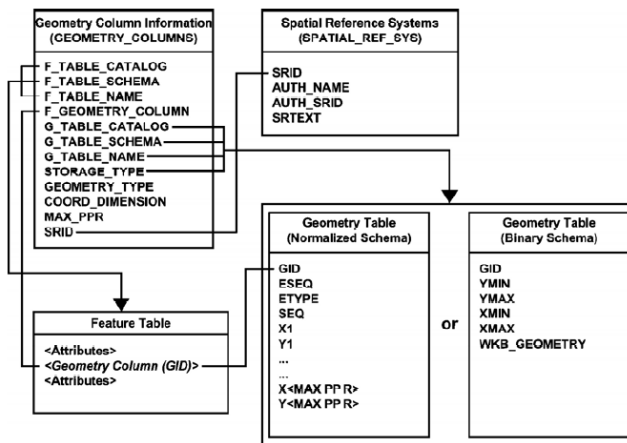 Geometry Column Information
(GEOMETRY_COLUMNS)
F_TABLE_CATALOG
F_TABLE_SCHEMA
F_TABLE_NAME
F_GEOMETRY_COLUMN
G_TABLE_CATALOG
G_TABLE_SCHEMA
G_TABLE_NAME
STORAGE_TYPE
GEOMETRY_TYPE
COORD_DIMENSION
MAX_PPR
SRID
Spatial Reference Systems
(SPATIAL_REF_SYS)
SRID
AUTH_NAME
AUTH_SRID
SRTEXT
Feature Table
<Attributes>
<Geometry Column (GID)>
<Attributes>
Geometry Table
(Normalized Schema)
GID
ESEQ
ETYPE
SEQ
X1
Y1
...
...
X<MAX PPR>
Y<MAX PPR>
or
Geometry Table
(Binary Schema)
GID
YMIN
YMAX
XMIN
XMAX
WKB_GEOMETRY